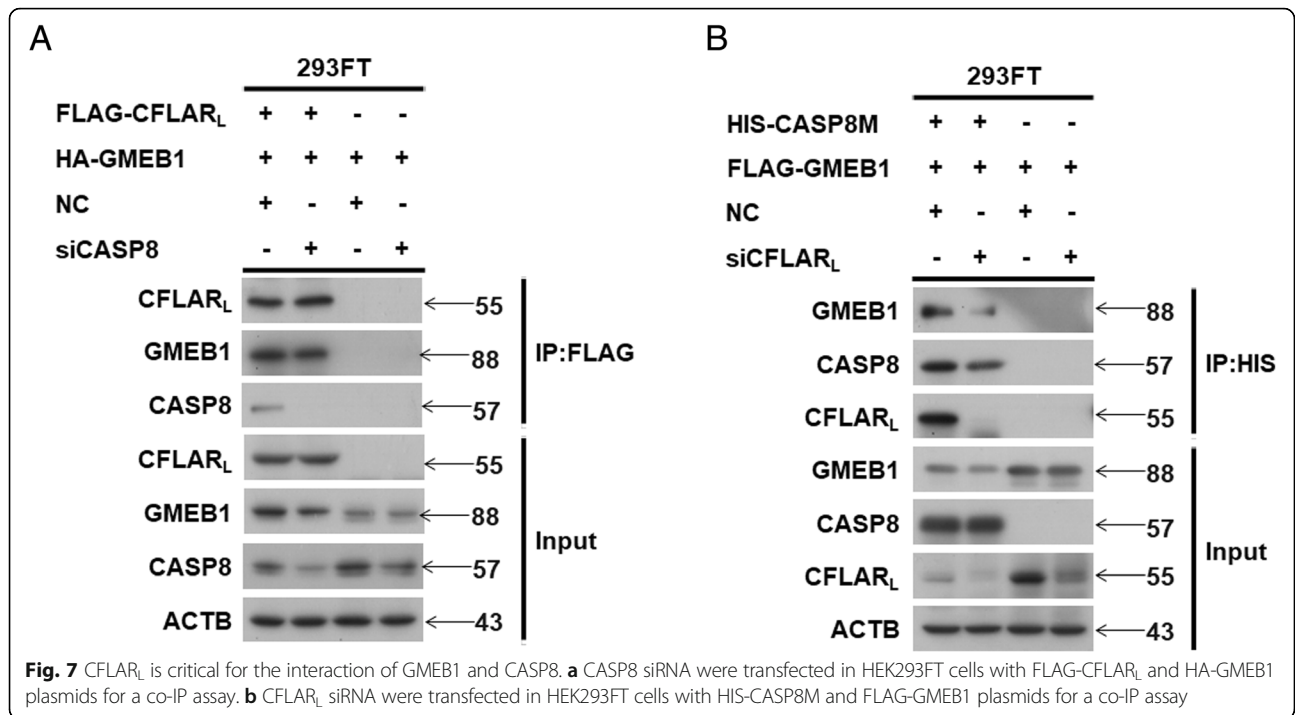 A
293FT
FLAG-CFLARL + + - -
HA-GMEB1 + + + +
NC + - + -
siCASP8 - + - +
CFLARL 55
GMEB1 88
CASP8 57
IP:FLAG
CFLARL 55
GMEB1 88
CASP8 57
ACTB 43
Input
B
293FT
HIS-CASP8M + + - -
FLAG-GMEB1 + + + +
NC + - + -
siCFLARL - + - +
GMEB1 88
CASP8 57
CFLARL 55
IP:HIS
GMEB1 88
CASP8 57
CFLARL 55
ACTB 43
Input
Fig. 7 CFLARL is critical for the interaction of GMEB1 and CASP8. a CASP8 siRNA were transfected in HEK293FT cells with FLAG-CFLARL and HA-GMEB1
plasmids for a co-IP assay. b CFLARL siRNA were transfected in HEK293FT cells with HIS-CASP8M and FLAG-GMEB1 plasmids for a co-IP assay